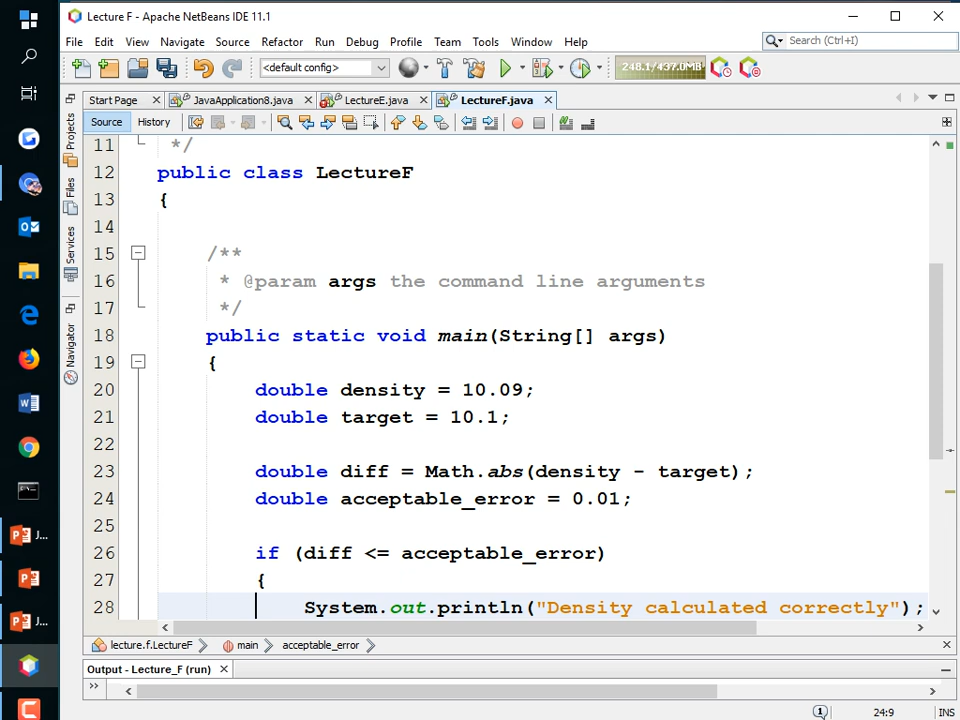 Lecture F - Apache NetBeans IDE 11.1
File Edit View Navigate Source Refactor Run Debug Profile Team Tools Window Help
Search (Ctrl+I)
<default config>
248.1/437.0MB
Start Page
JavaApplication8.java
LectureE.java
LectureF.java
Source History
Projects
Files
Services
Navigator
11 */
12 public class LectureF
13 {
14
15 /**
16 * @param args the command line arguments
17 */
18 public static void main(String[] args)
19 {
20 double density = 10.09;
21 double target = 10.1;
22
23 double diff = Math.abs(density - target);
24 double acceptable_error = 0.01;
25
26 if (diff <= acceptable_error)
27 {
28 System.out.println("Density calculated correctly");
lecture.f.LectureF main acceptable_error
Output - Lecture_F (run)
J...
J...
1 24:9 INS